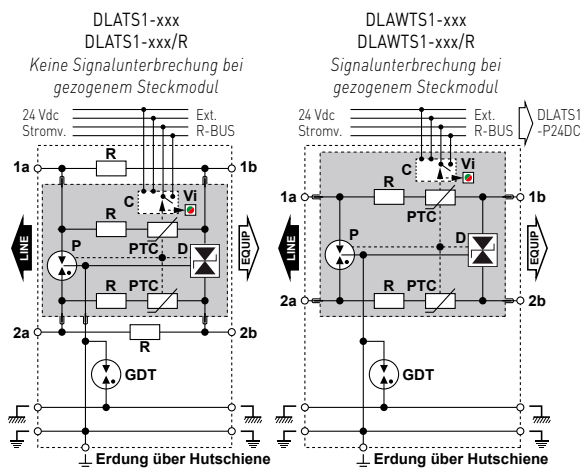 DLATS1-xxx
DLATS1-xxx/R
Keine Signalunterbrechung bei
gezogenem Steckmodul
24 Vdc
Stromv.
Ext.
R-BUS
1a
R
1b
C
Vi
R
PTC
P
D
LINE
EQUIP
R
PTC
2a
R
2b
GDT
Erdung über Hutschiene
DLAWTS1-xxx
DLAWTS1-xxx/R
Signalunterbrechung bei
gezogenem Steckmodul
24 Vdc
Stromv.
Ext.
R-BUS
DLATS1
-P24DC
C
Vi
1a
R
1b
PTC
P
D
LINE
EQUIP
R
PTC
2a
2b
GDT
Erdung über Hutschiene